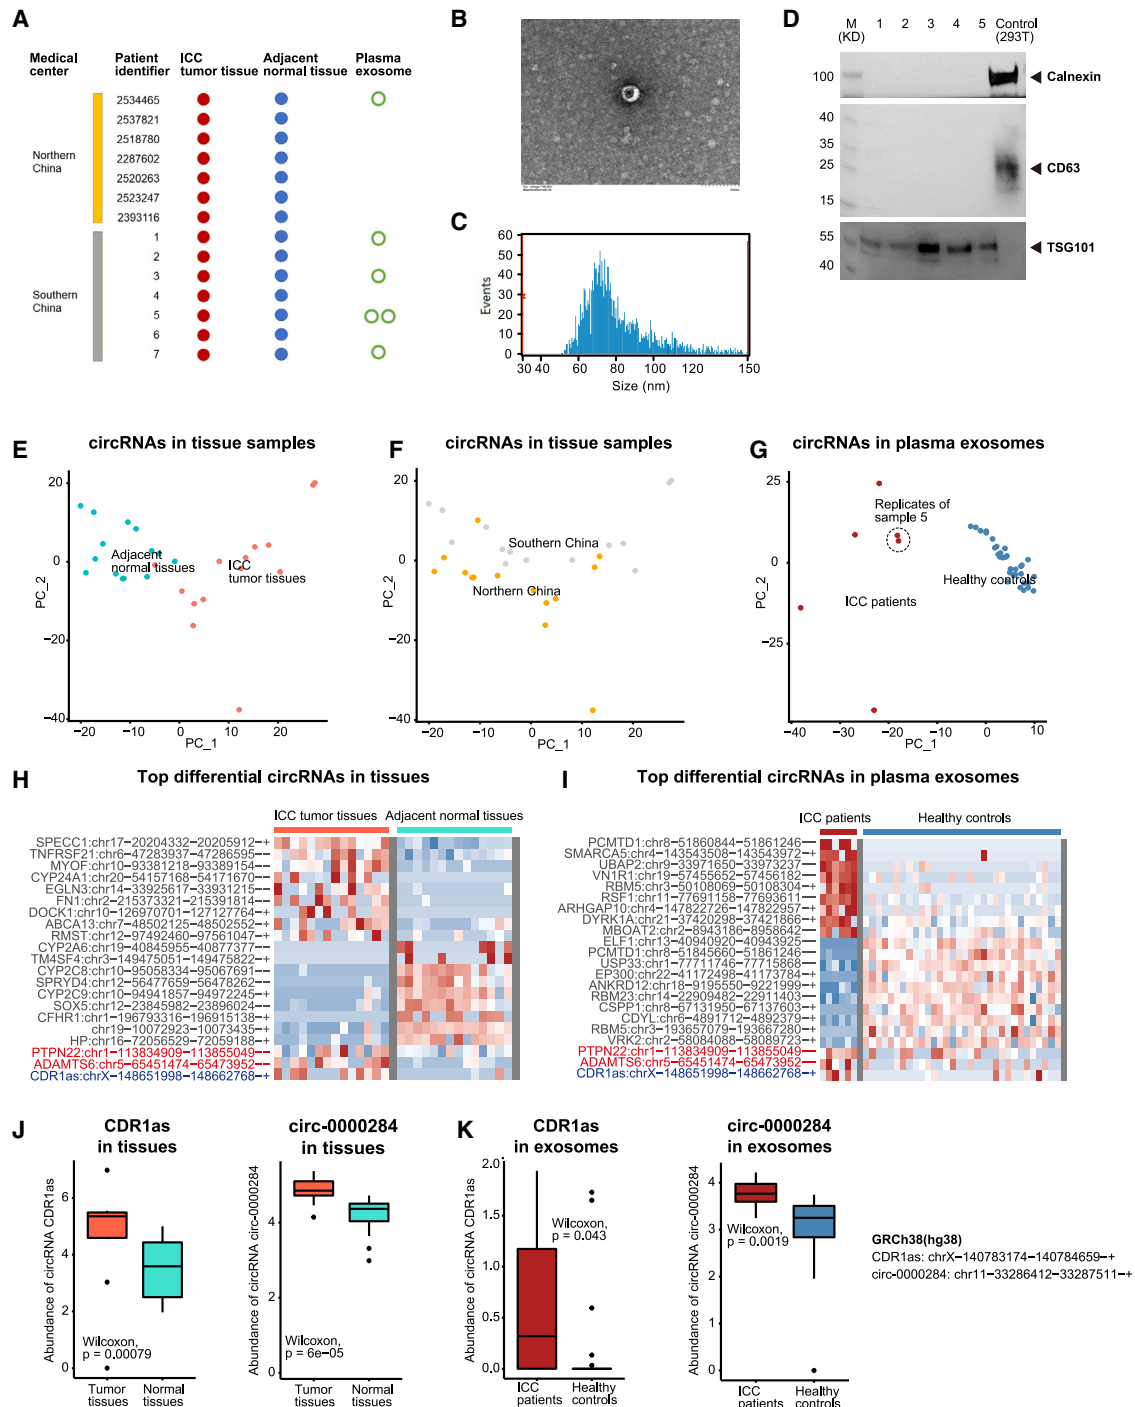 A
Medical
center
Patient
identifier
ICC
tumor tissue
Adjacent
normal tissue
Plasma
exosome
Northern
China
2534465
2537821
2518780
2287602
2520263
2523247
2393116
Southern
China
1
2
3
4
5
6
7
B
C
Events
60
50
40
30
20
10
0
30 40 60 80 100 120 150
Size (nm)
D
M
(KD)
1 2 3 4 5 Control
(293T)
100
Calnexin
40
35
25
15
CD63
55
40
TSG101
E
circRNAs in tissue samples
PC_2
20
0
−20
−40
Adjacent
normal tissues
ICC
tumor tissues
−20 −10 0 10 20
PC_1
F
circRNAs in tissue samples
PC_2
20
0
−20
−40
Southern China
Northern China
−20 −10 0 10 20
PC_1
G
circRNAs in plasma exosomes
PC_2
25
0
−25
Replicates of
sample 5
Healthy controls
ICC patients
−40 −30 −20 −10 0 10
PC_1
H
Top differential circRNAs in tissues
ICC tumor tissues Adjacent normal tissues
SPECC1:chr17−20204332−20205912−+
TNFRSF21:chr6−47283937−47286595−−
MYOF:chr10−93381218−93389154−−
CYP24A1:chr20−54157168−54171670−−
EGLN3:chr14−33925617−33931215−−
FN1:chr2−215373321−215391814−−
DOCK1:chr10−126970701−127127764−+
ABCA13:chr7−48502125−48502552−+
RMST:chr12−97492460−97561047−+
CYP2A6:chr19−40845955−40877377−−
TM4SF4:chr3−149475051−149475822−+
CYP2C8:chr10−95058334−95067691−−
SPRYD4:chr12−56477659−56478262−+
CYP2C9:chr10−94941857−94972245−+
SOX5:chr12−23845982−23896024−−
CFHR1:chr1−196793316−196915138−+
chr19−10072923−10073435−+
HP:chr16−72056529−72059188−+
PTPN22:chr1−113834909−113855049−−
ADAMTS6:chr5−65451474−65473952−−
CDR1as:chrX−148651998−148662768−+
I
Top differential circRNAs in plasma exosomes
ICC patients Healthy controls
PCMTD1:chr8−51860844−51861246−−
SMARCA5:chr4−143543508−143543972−+
UBAP2:chr9−33971650−33973237−−
VN1R1:chr19−57455652−57456182−−
RBM5:chr3−50108069−50108304−+
RSF1:chr11−77693658−77693611−−
ARHGAP10:chr4−147822726−147822957−+
DYRK1A:chr21−37420298−37421866−+
MBOAT2:chr2−8943186−8958642−−
ELF1:chr13−40940920−40943925−−
PCMTD1:chr8−51845660−51861246−−
USP33:chr1−77711746−77715868−−
EP300:chr22−41172498−41173784−+
ANKRD12:chr18−9195550−9221999−+
RBM23:chr14−22909482−22911403−−
CSPP1:chr8−67131950−67137603−+
CDYL:chr6−4891712−4892379−+
RBM5:chr3−193657079−193667280−+
VRK2:chr2−58084088−58089723−+
PTPN22:chr1−113834909−113855049−−
ADAMTS6:chr5−65451474−65473952−−
CDR1as:chrX−148651998−148662768−+
J
CDR1as
in tissues
Abundance of circRNA CDR1as
6
4
2
0
Wilcoxon,
p = 0.00079
Tumor
tissues
Normal
tissues
circ-0000284
in tissues
Abundance of circRNA circ-0000284
4
2
0
Wilcoxon,
p = 6e−05
Tumor
tissues
Normal
tissues
K
CDR1as
in exosomes
Abundance of circRNA CDR1as
2.0
1.5
1.0
0.5
0.0
Wilcoxon,
p = 0.043
ICC
patients
Healthy
controls
circ-0000284
in exosomes
Abundance of circRNA circ-0000284
4
3
2
1
0
Wilcoxon,
p = 0.0019
ICC
patients
Healthy
controls
GRCh38(hg38)
CDR1as: chrX−140783174−140784659−+
circ-0000284: chr11−33286412−33287511−+